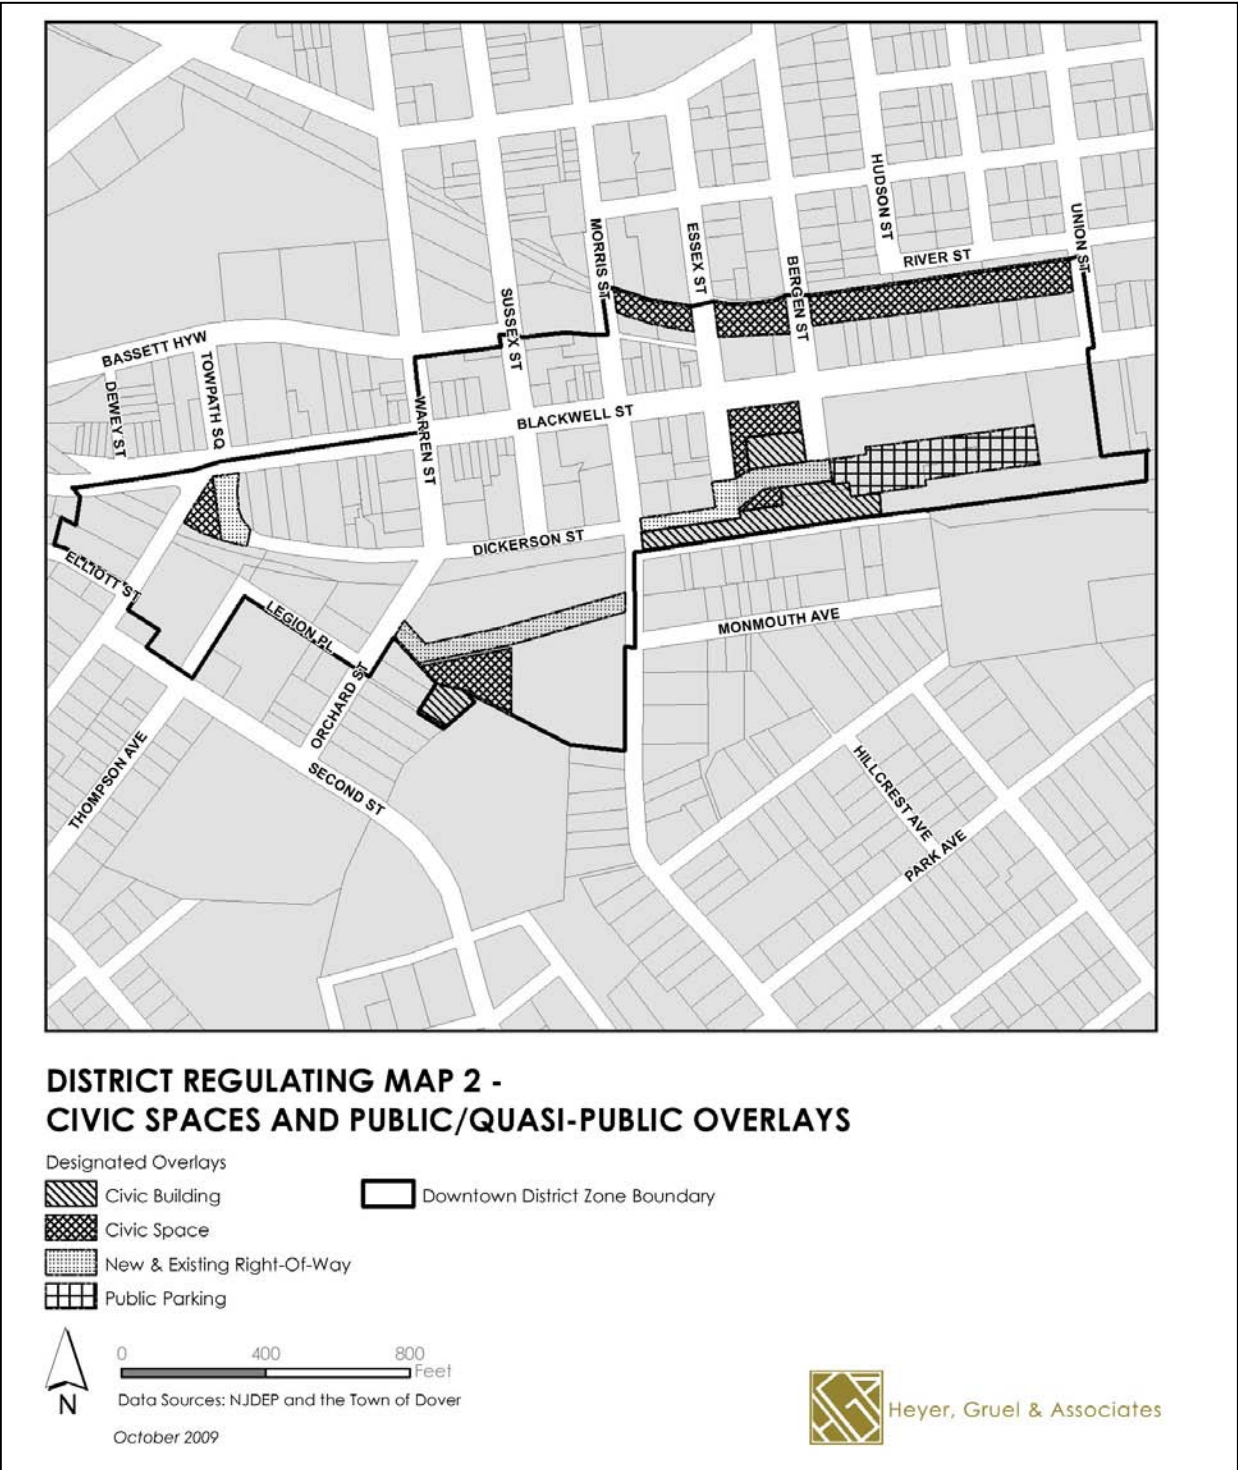 HUDSON ST
UNION ST
MORRIS ST
ESSEX ST
RIVER ST
BERGEN ST
SUSSEX ST
BASSETT HYW
TOWPATH SQ
DEWEY ST
WARREN ST
BLACKWELL ST
DICKERSON ST
ELLIOTT ST
LEGION PL
MONMOUTH AVE
ORCHARD ST
THOMPSON AVE
SECOND ST
HILLCREST AVE
PARK AVE
DISTRICT REGULATING MAP 2 -
CIVIC SPACES AND PUBLIC/QUASI-PUBLIC OVERLAYS
Designated Overlays
Civic Building
Downtown District Zone Boundary
Civic Space
New & Existing Right-Of-Way
Public Parking
0 400 800
Feet
N
Data Sources: NJDEP and the Town of Dover
October 2009
Heyer, Gruel & Associates